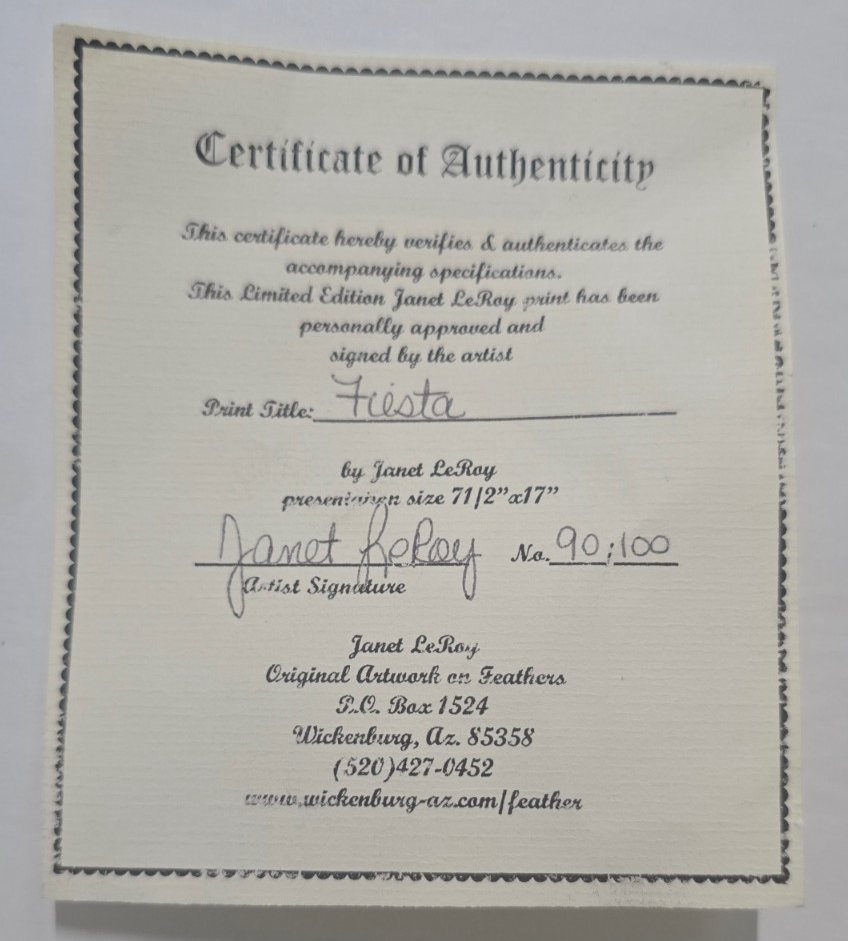 Certificate of Authenticity
This certificate hereby verifies & authenticates the
accompanying specifications.
This Limited Edition Janet LeRoy print has been
personally approved and
signed by the artist
Print Title: Fiesta
by Janet LeRoy
presentation size 71/2"x17"
Janet LeRoy No. 90:100
Artist Signature
Janet LeRoy
Original Artwork on Feathers
P.O. Box 1524
Wickenburg, Az. 85358
(520)427-0452
www.wickenburg-az.com/feather